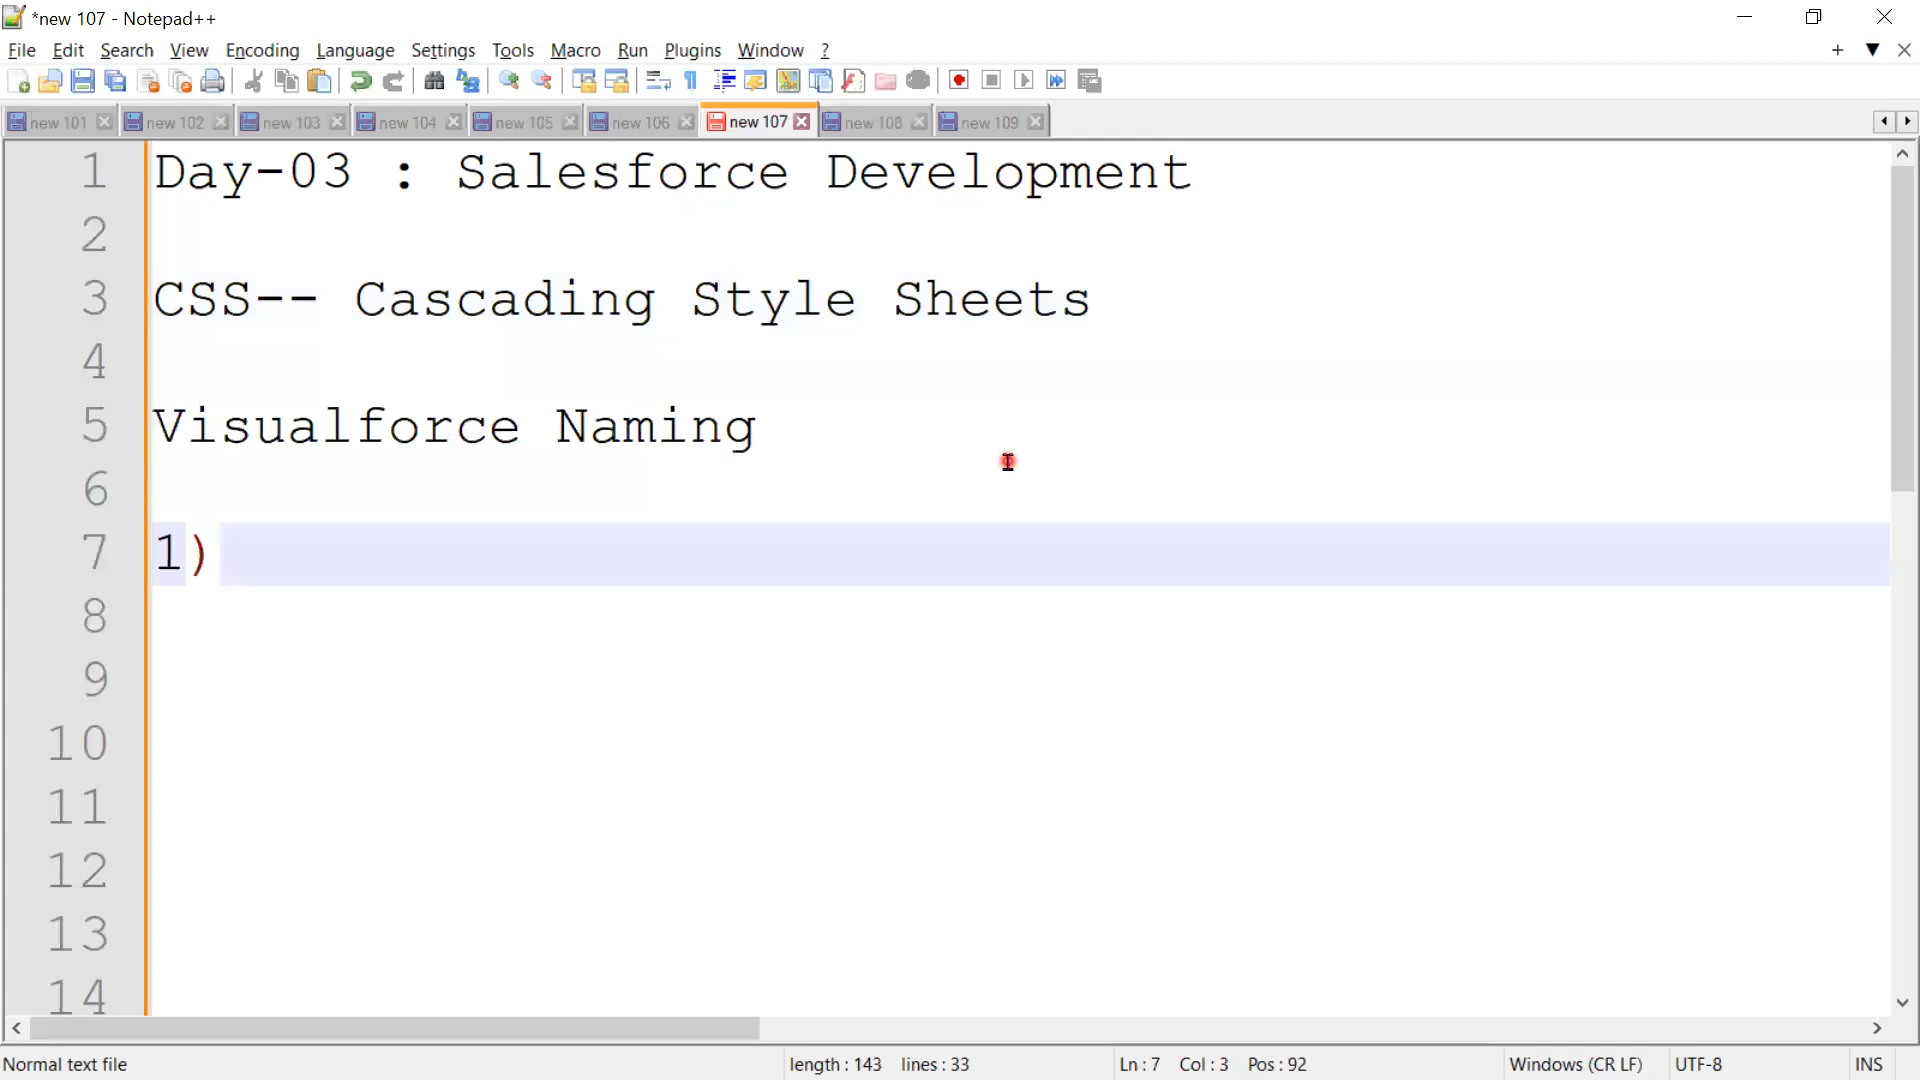 *new 107 - Notepad++
File Edit Search View Encoding Language Settings Tools Macro Run Plugins Window ?
new 101 new 102 new 103 new 104 new 105 new 106 new 107 new 108 new 109
1 Day-03 : Salesforce Development
2
3 CSS-- Cascading Style Sheets
4
5 Visualforce Naming
6
7 1)
8
9
10
11
12
13
14
Normal text file length : 143 lines : 33 Ln : 7 Col : 3 Pos : 92 Windows (CR LF) UTF-8 INS